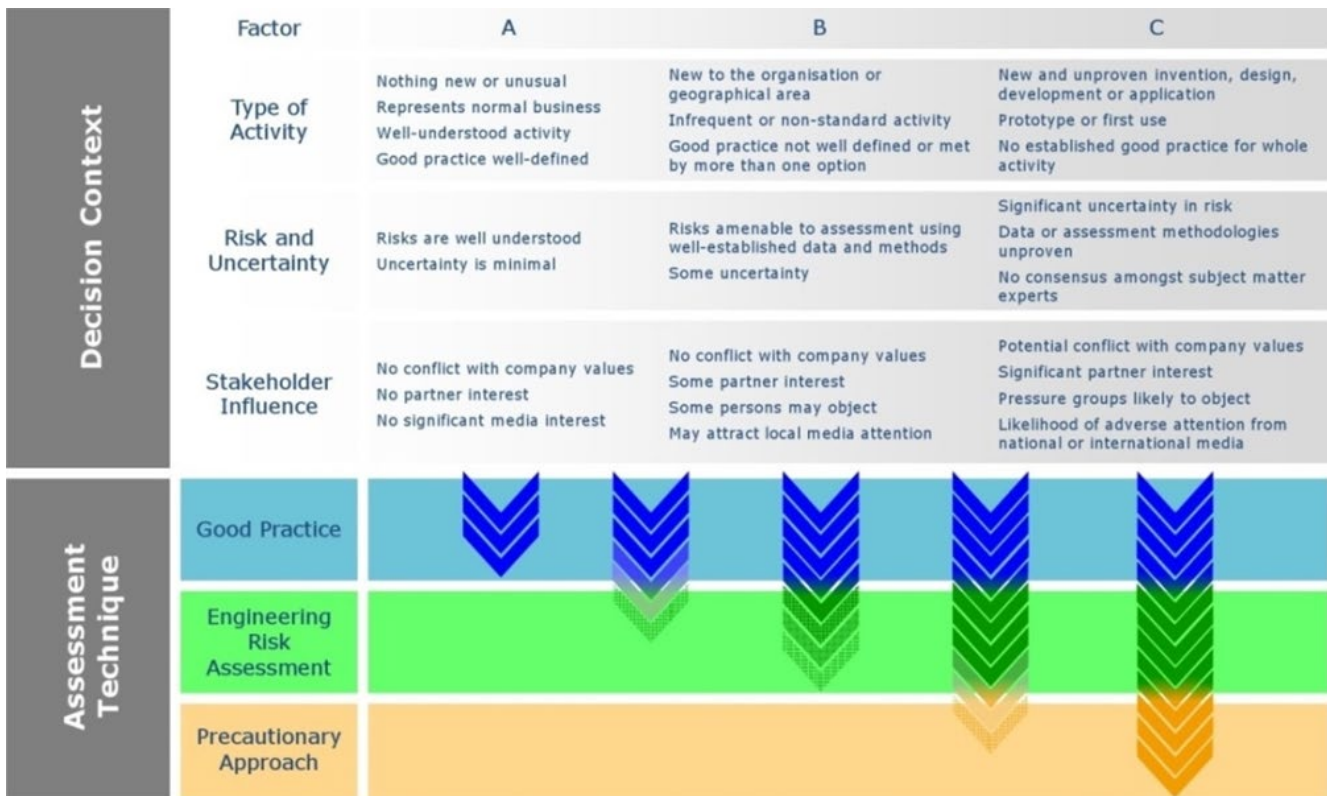 Decision Context
Factor
A
B
C
Type of
Activity
Nothing new or unusual
Represents normal business
Well-understood activity
Good practice well-defined
New to the organisation or
geographical area
Infrequent or non-standard activity
Good practice not well defined or met
by more than one option
New and unproven invention, design,
development or application
Prototype or first use
No established good practice for whole
activity
Risk and
Uncertainty
Risks are well understood
Uncertainty is minimal
Risks amenable to assessment using
well-established data and methods
Some uncertainty
Significant uncertainty in risk
Data or assessment methodologies
unproven
No consensus amongst subject matter
experts
Stakeholder
Influence
No conflict with company values
No partner interest
No significant media interest
No conflict with company values
Some partner interest
Some persons may object
May attract local media attention
Potential conflict with company values
Significant partner interest
Pressure groups likely to object
Likelihood of adverse attention from
national or international media
Assessment
Technique
Good Practice
Engineering
Risk
Assessment
Precautionary
Approach